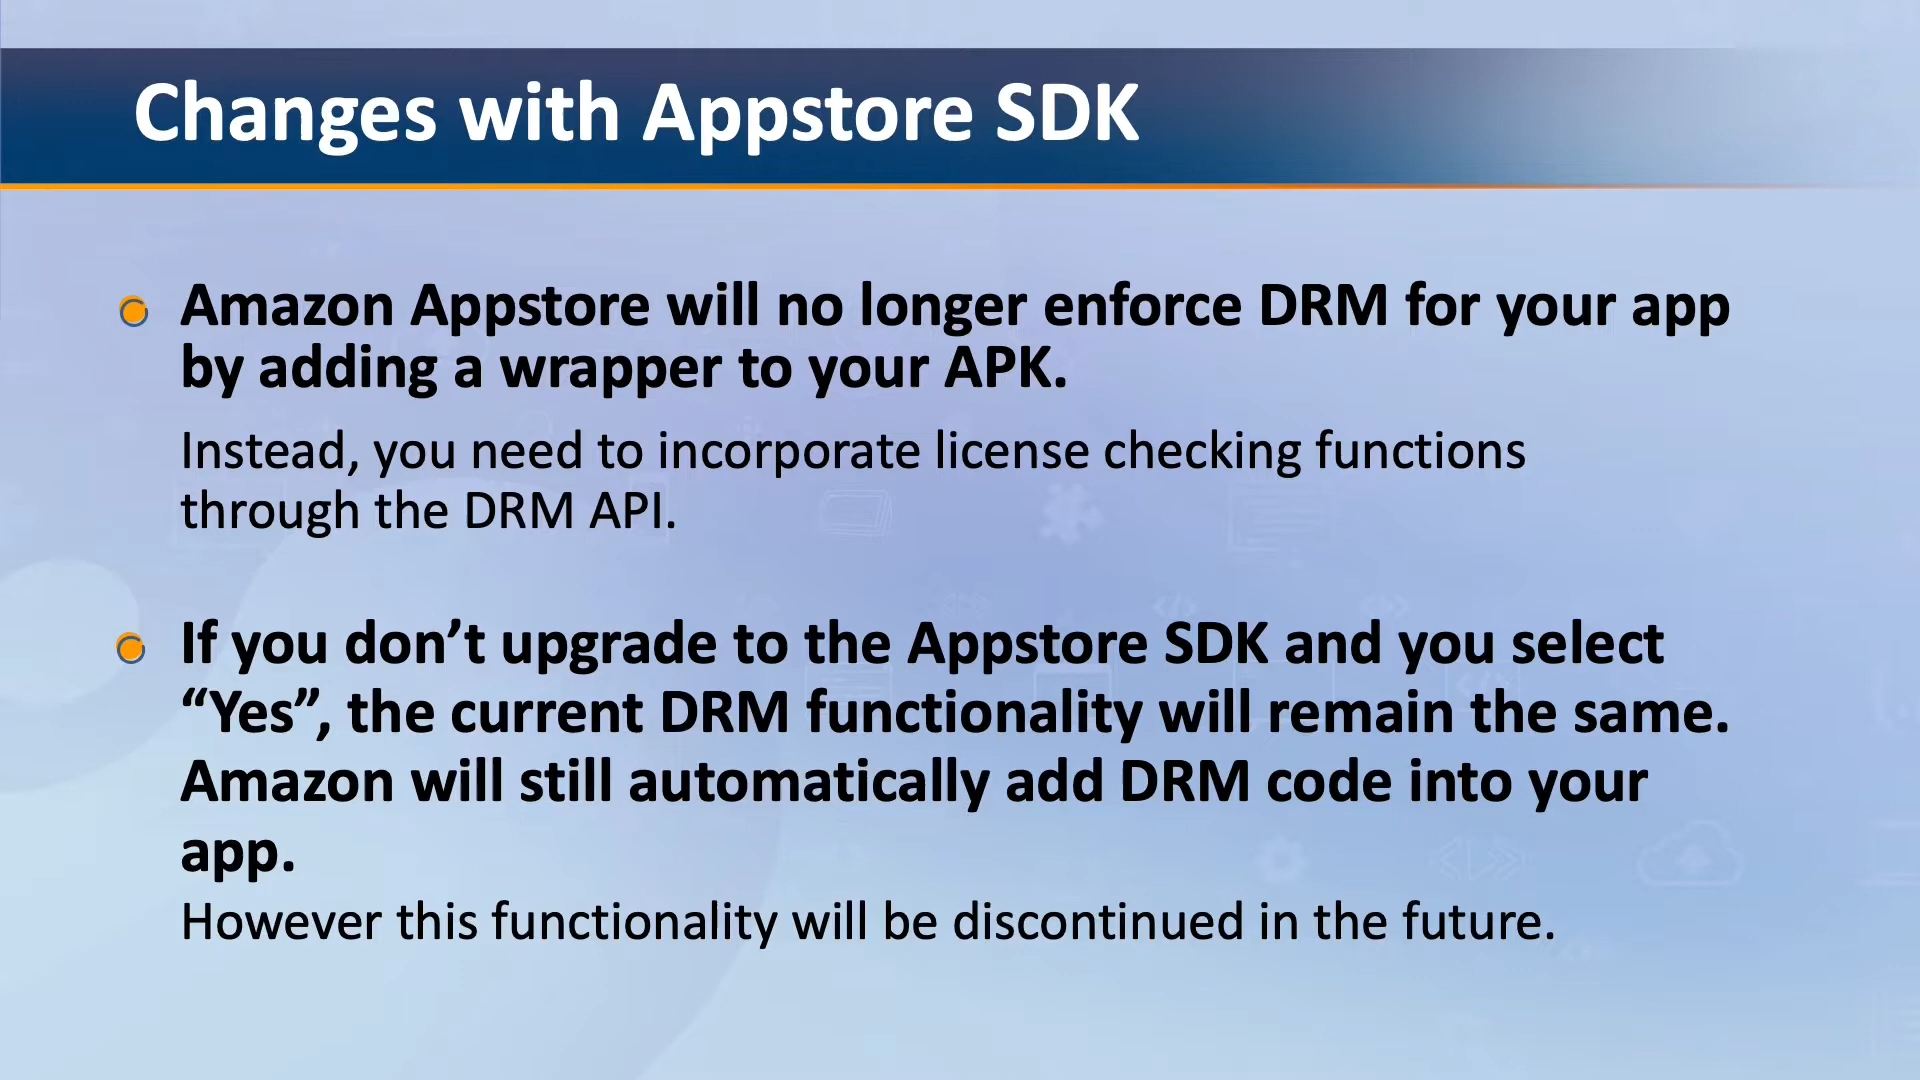 Changes with Appstore SDK
Amazon Appstore will no longer enforce DRM for your app
by adding a wrapper to your APK.
Instead, you need to incorporate license checking functions
through the DRM API.
If you don’t upgrade to the Appstore SDK and you select
“Yes”, the current DRM functionality will remain the same.
Amazon will still automatically add DRM code into your
app.
However this functionality will be discontinued in the future.